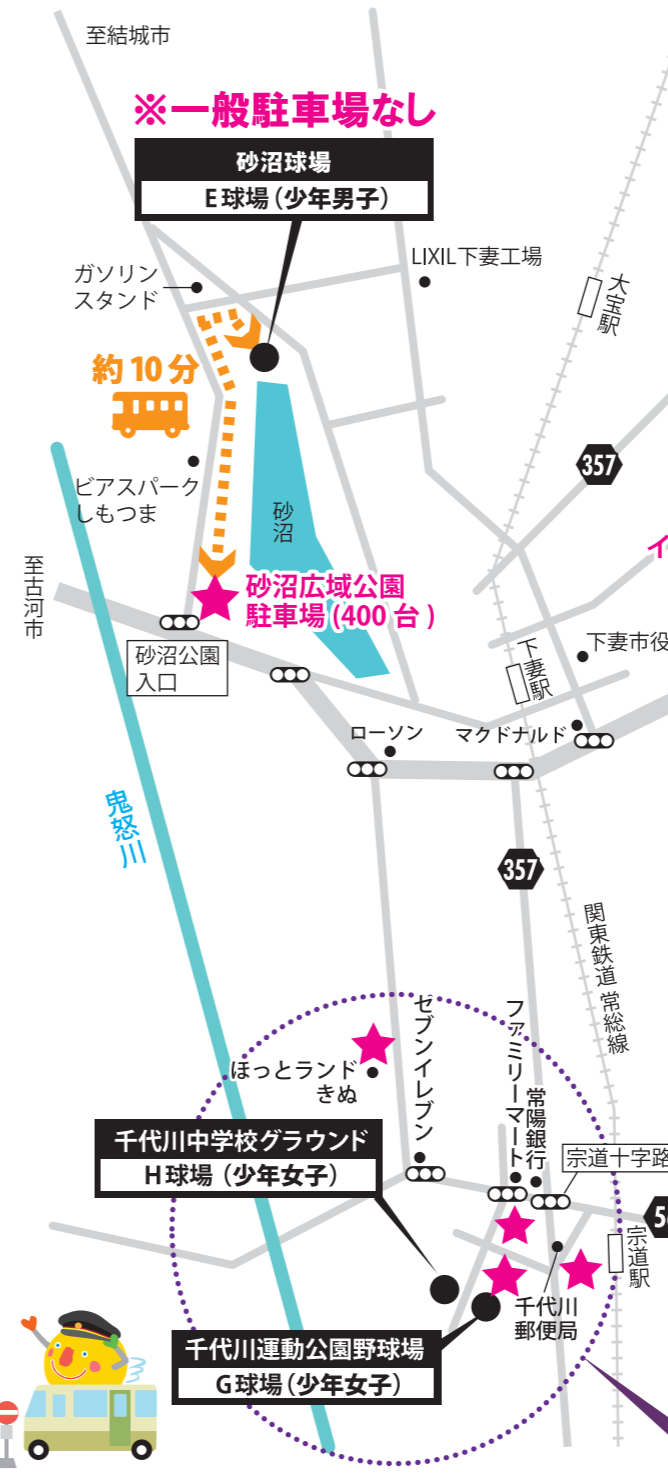 至結城市
※一般駐車場なし
砂沼球場
E球場(少年男子)
LIXIL下妻工場
ガソリン
スタンド
大宝駅
約10分
357
ビアスパーク
しもつま
砂沼
イ
至古河市
砂沼広域公園
駐車場(400台)
砂沼公園
入口
下妻駅
下妻市役
ローソン
マクドナルド
鬼怒川
357
関東鉄道 常総線
セブンイレブン
ファミリーマート
常陽銀行
ほっとランド
きぬ
千代川中学校グラウンド
H球場(少年女子)
宗道十字路
宗道駅
千代川
郵便局
千代川運動公園野球場
G球場(少年女子)